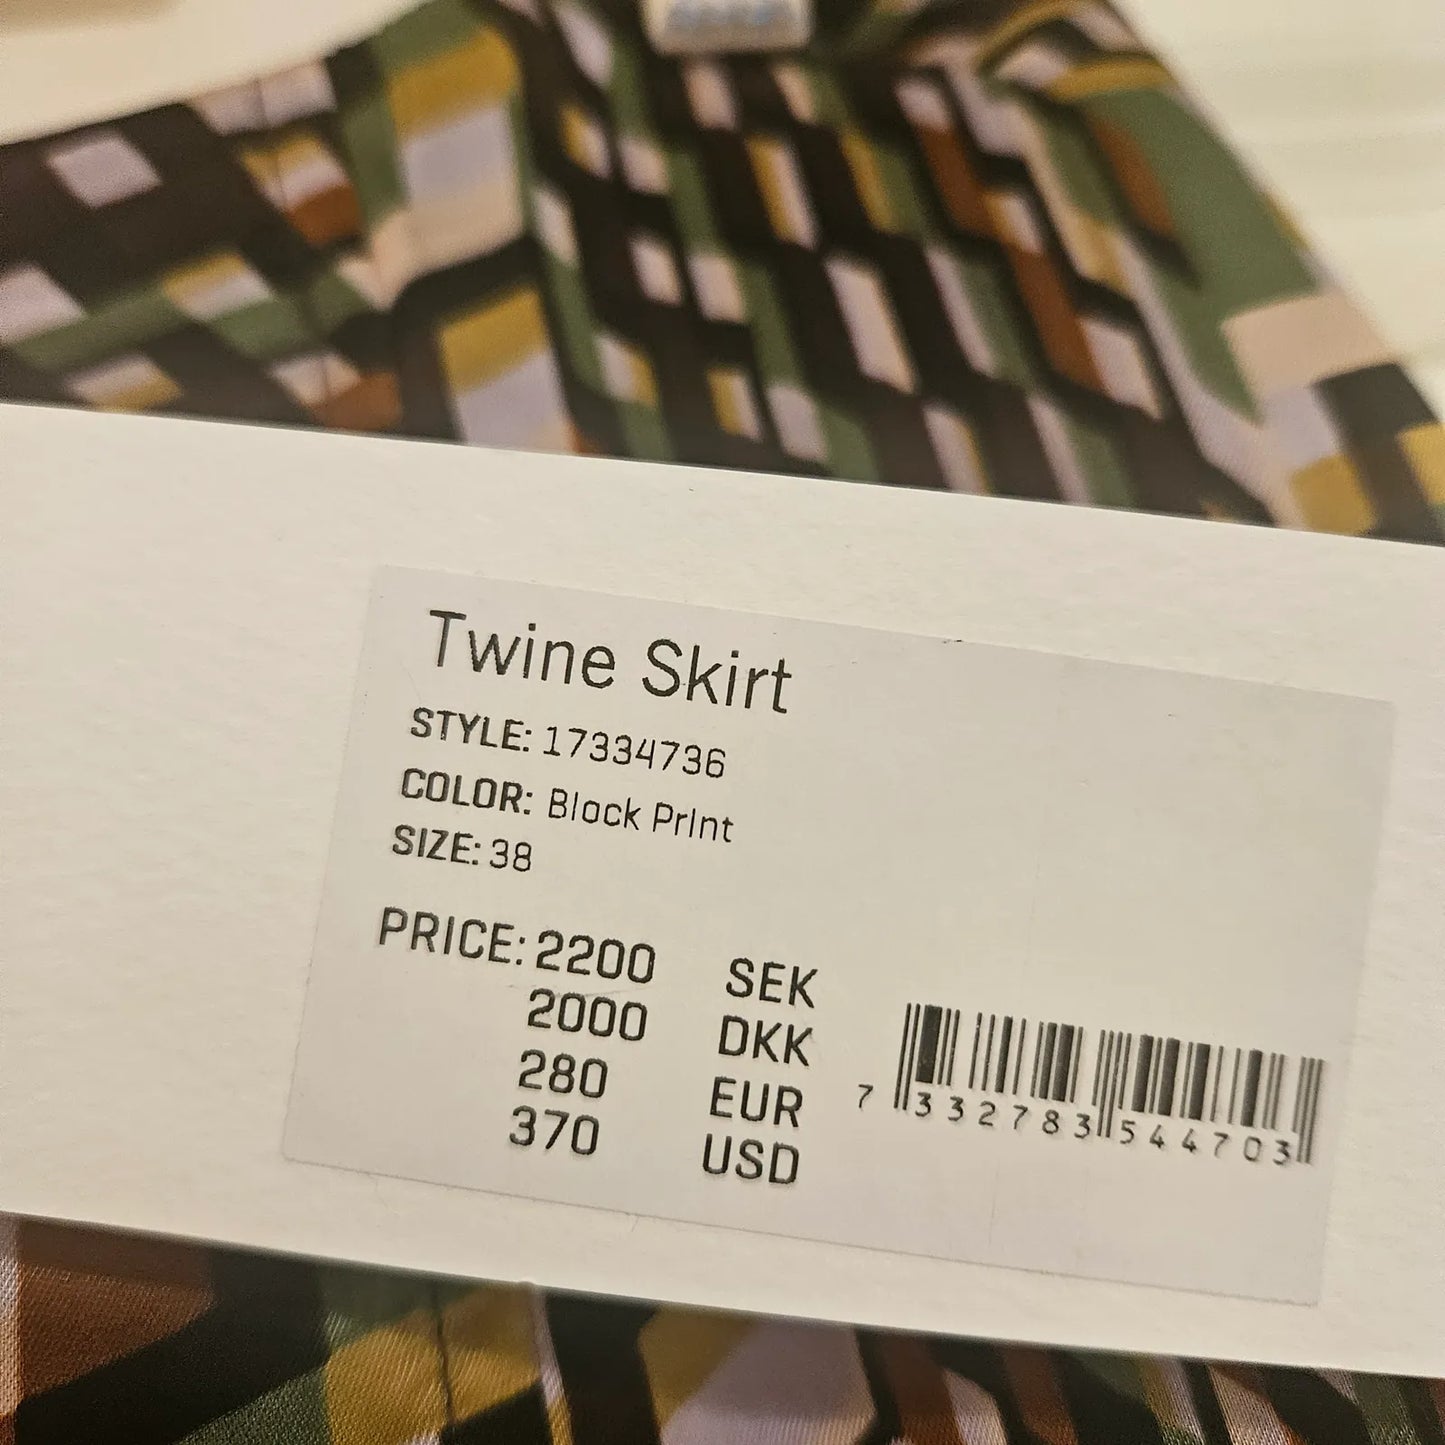 Twine Skirt
STYLE: 17334736
COLOR: Block Print
SIZE: 38
PRICE: 2200 SEK
2000 DKK
280 EUR
370 USD
7 332783 544703